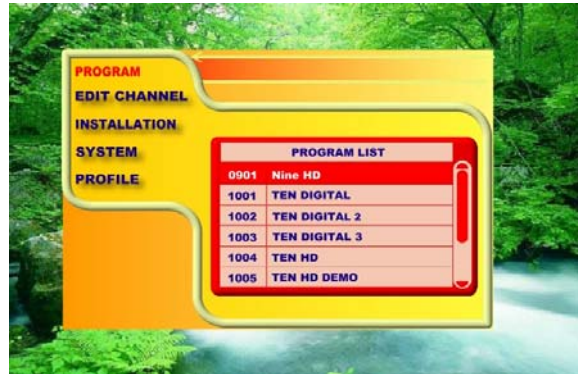 PROGRAM
EDIT CHANNEL
INSTALLATION
SYSTEM
PROFILE
PROGRAM LIST
0901 Nine HD
1001 TEN DIGITAL
1002 TEN DIGITAL 2
1003 TEN DIGITAL 3
1004 TEN HD
1005 TEN HD DEMO